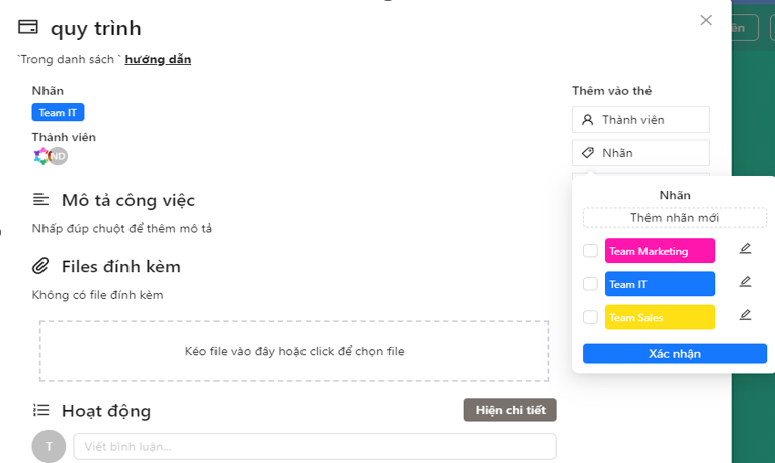 quy trình
`Trong danh sách ` hướng dẫn
Nhãn
Team IT
Thành viên
ND
Mô tả công việc
Nhấp đúp chuột để thêm mô tả
Files đính kèm
Không có file đính kèm
Kéo file vào đây hoặc click để chọn file
Hoạt động
Hiện chi tiết
T
Viết bình luận...
Thêm vào thẻ
Thành viên
Nhãn
Nhãn
Thêm nhãn mới
Team Marketing
Team IT
Team Sales
Xác nhận